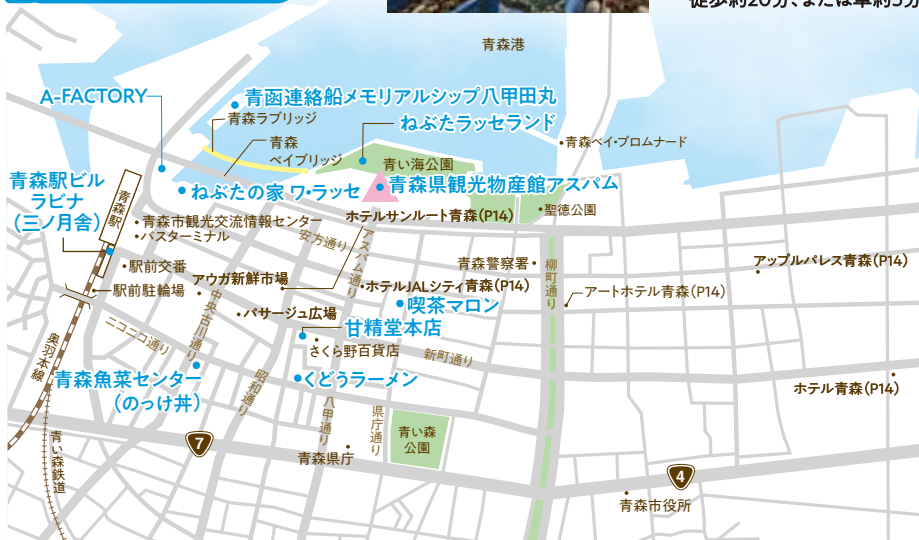 徒歩約20分、または車約5分
青森港
A-FACTORY
青函連絡船メモリアルシップ八甲田丸
青森ラブリッジ
ねぶたラッセランド
青森
ベイブリッジ
青森ベイ・プロムナード
青い海公園
青森駅ビル
ラビナ
(三ノ月舎)
青森駅
ねぶたの家 ワ・ラッセ
青森県観光物産館アスパム
聖徳公園
青森市観光交流情報センター
バスターミナル
ホテルサンルート青森(P14)
安方通り
アスパム通り
駅前交番
駅前駐輪場
アウガ新鮮市場
青森警察署
柳町通り
アップルパレス青森(P14)
ホテルJALシティ青森(P14)
アートホテル青森(P14)
喫茶マロン
パサージュ広場
中央古川通り
甘精堂本店
ニコニコ通り
さくら野百貨店
新町通り
奥羽本線
青森魚菜センター
(のっけ丼)
昭和通り
くどうラーメン
ホテル青森(P14)
八甲通り
県庁通り
青い森
公園
7
青い森鉄道
青森県庁
4
青森市役所